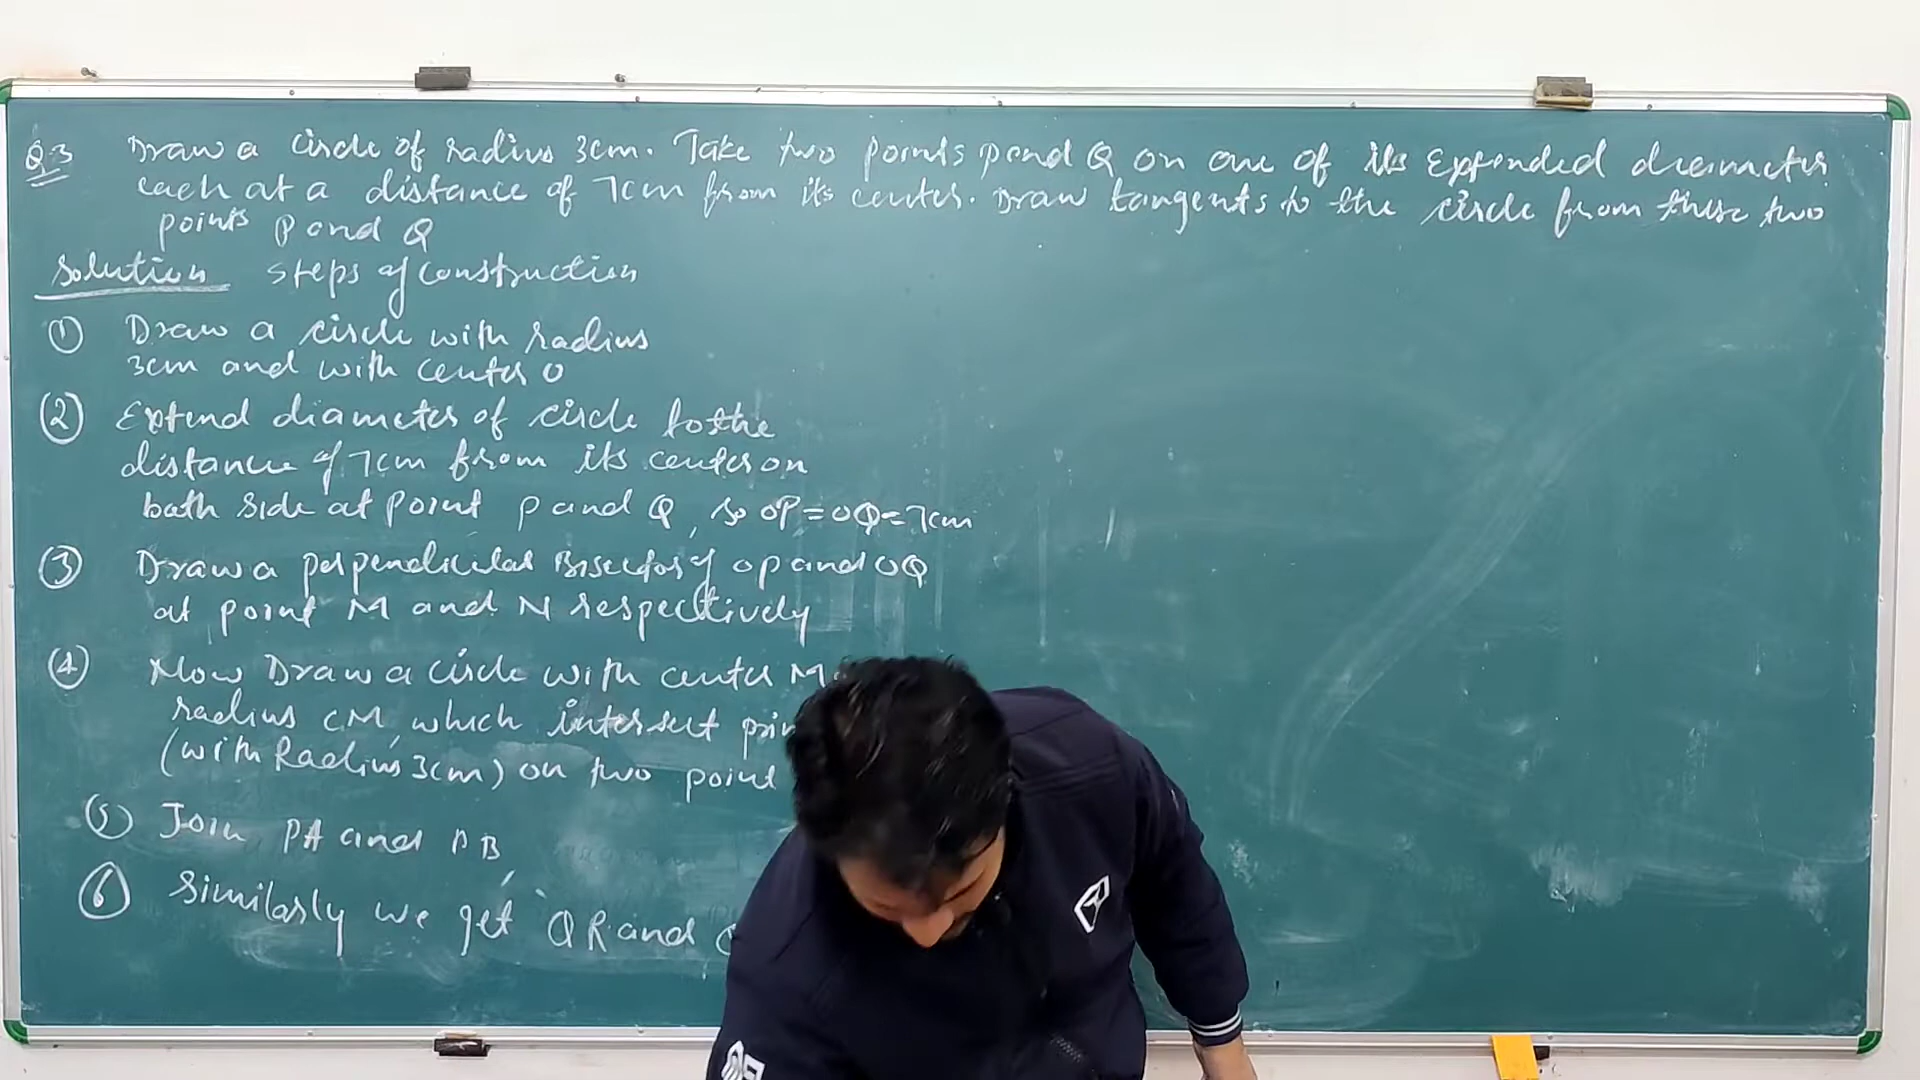 Q.3 Draw a circle of radius 3cm. Take two points P and Q on one of its Extended diameter
each at a distance of 7cm from its center. Draw tangents to the circle from these two
points P and Q
Solution Steps of construction
① Draw a circle with radius
3cm and with center O
(2) Extend diameter of circle to the
distance of 7cm from its center on
both side at point P and Q, so OP=OQ=7cm
③ Draw a perpendicular Bisector of OP and OQ
at point M and N respectively
④ Now Draw a circle with center M
radius CM, which intersect
(with Radius 3cm) on two point
(5) Join PA and PB
⑥ Similarly we get QR and